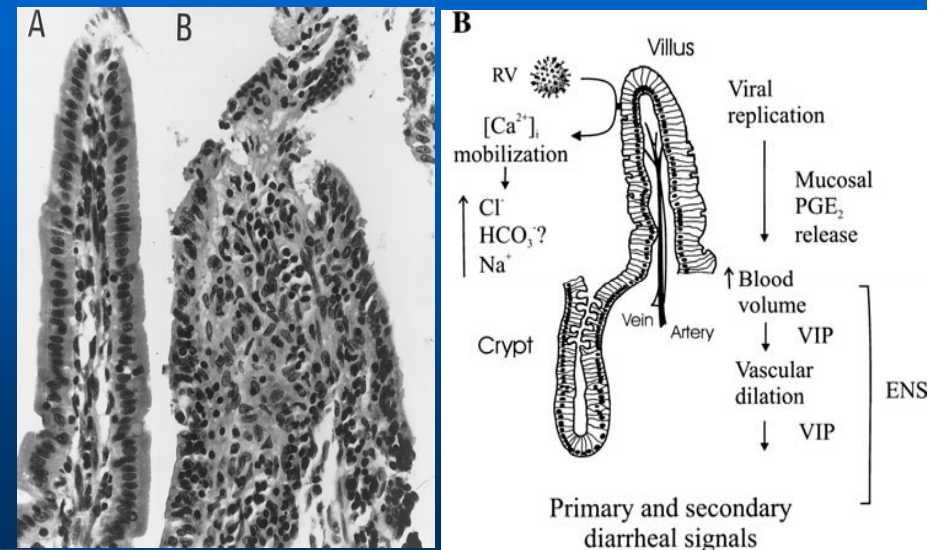 A
B
B
Villus
RV
[Ca²⁺]ᵢ
mobilization
Cl⁻
HCO₃⁻?
Na⁺
Crypt
Vein
Artery
Viral
replication
Mucosal
PGE₂
release
↑ Blood
volume
VIP
Vascular
dilation
VIP
ENS
Primary and secondary
diarrheal signals